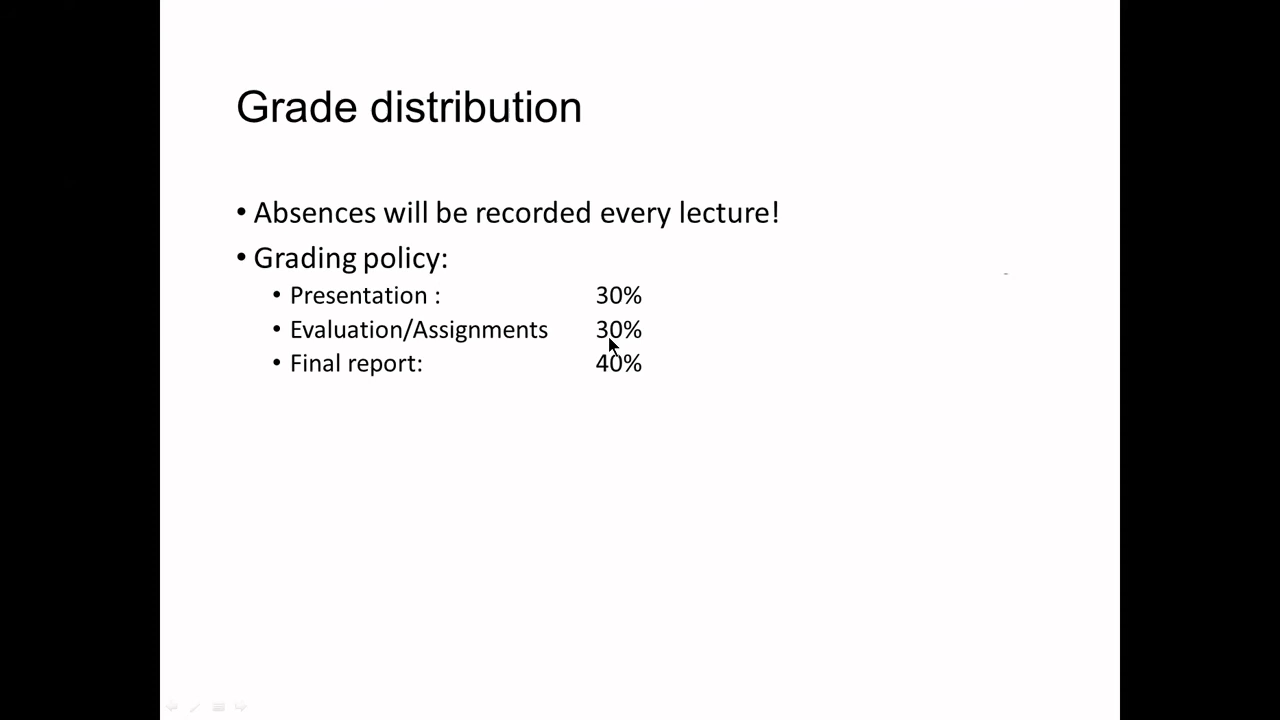 Grade distribution
• Absences will be recorded every lecture!
• Grading policy:
• Presentation : 30%
• Evaluation/Assignments 30%
• Final report: 40%